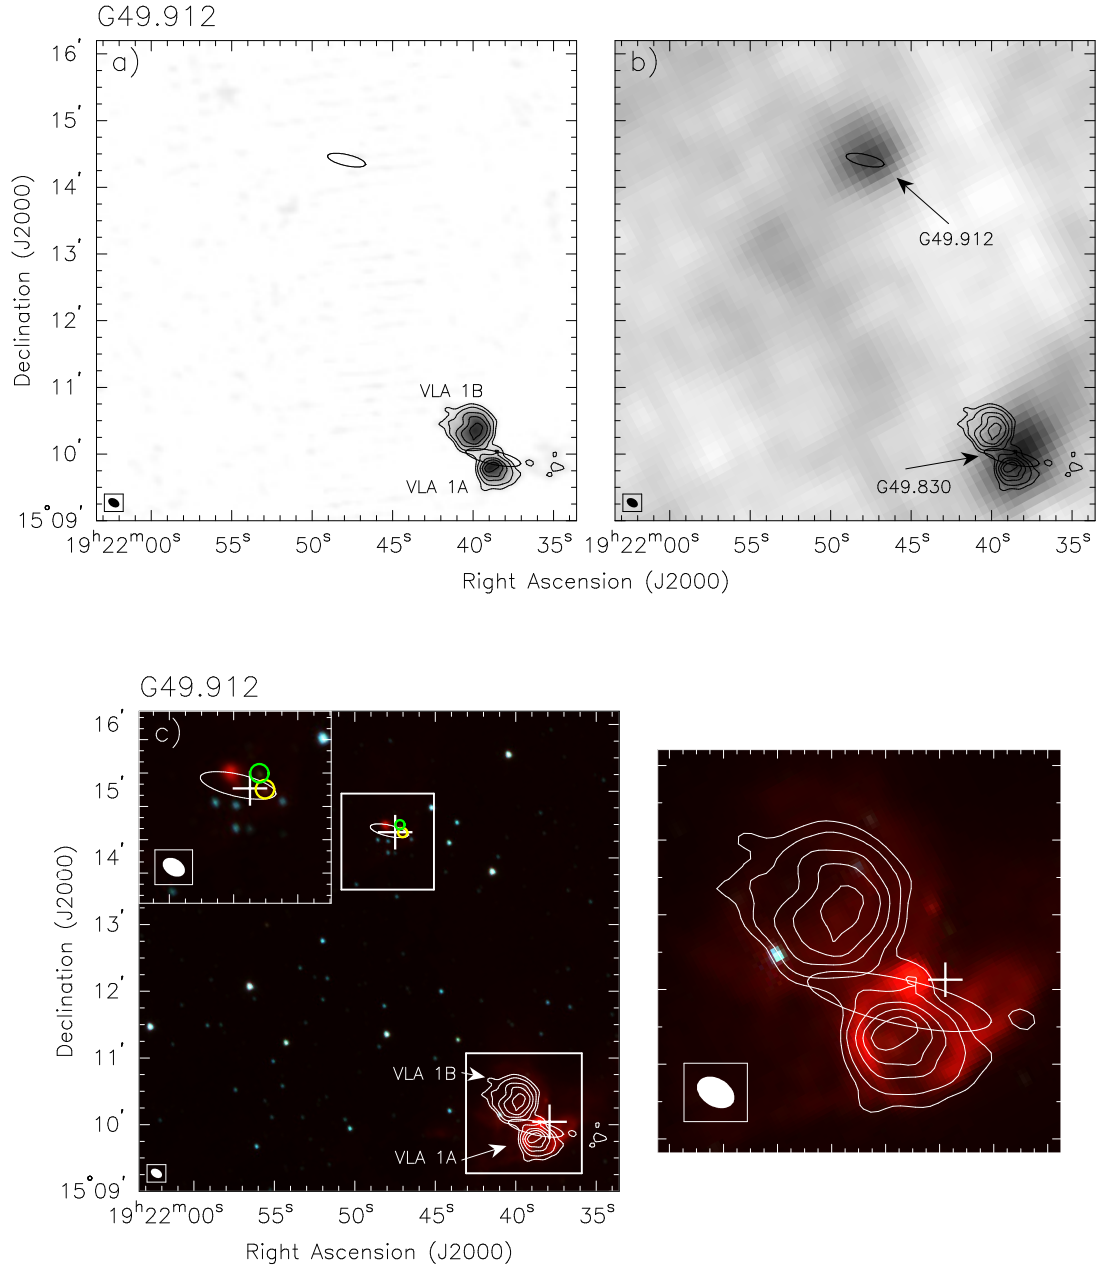 G49.912
a)
b)
16′
15′
14′
13′
12′
11′
10′
15°09′
VLA 1B
VLA 1A
G49.912
G49.830
19ʰ22ᵐ00ˢ 55ˢ 50ˢ 45ˢ 40ˢ 35ˢ
19ʰ22ᵐ00ˢ 55ˢ 50ˢ 45ˢ 40ˢ 35ˢ
Declination (J2000)
Right Ascension (J2000)
G49.912
c)
16′
15′
14′
13′
12′
11′
10′
15°09′
VLA 1B
VLA 1A
19ʰ22ᵐ00ˢ 55ˢ 50ˢ 45ˢ 40ˢ 35ˢ
Declination (J2000)
Right Ascension (J2000)